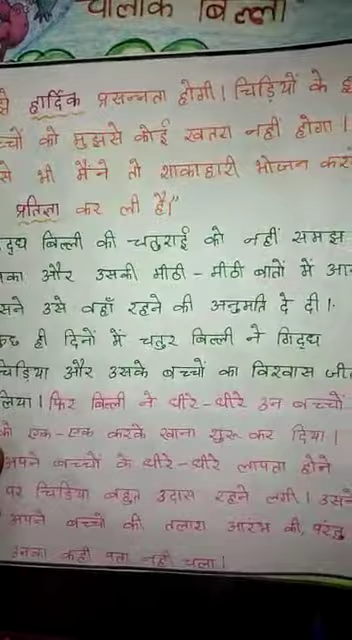 चालाक बिल्ली
हार्दिक प्रसन्नता होगी। चिड़ियों के
को मुझसे कोई खतरा नहीं होगा।
भी मैंने तो शाकाहारी भोजन
प्रतिज्ञा कर ली है।"
बिल्ली की चतुराई को नहीं समझ
और उसकी मीठी-मीठी बातों में
उसे वहाँ रहने की अनुमति दे दी।
ही दिनों में चतुर बिल्ली ने गिद्ध
चिड़िया और उसके बच्चों का विश्वास
लिया। फिर बिल्ली ने धीरे-धीरे उन बच्चों
को एक-एक करके खाना शुरू कर दिया।
अपने बच्चों के धीरे-धीरे लापता होने
पर चिड़िया बहुत उदास रहने लगी।
अपने बच्चों की तलाश आरंभ की, परंतु
उनका कहीं पता नहीं चला।